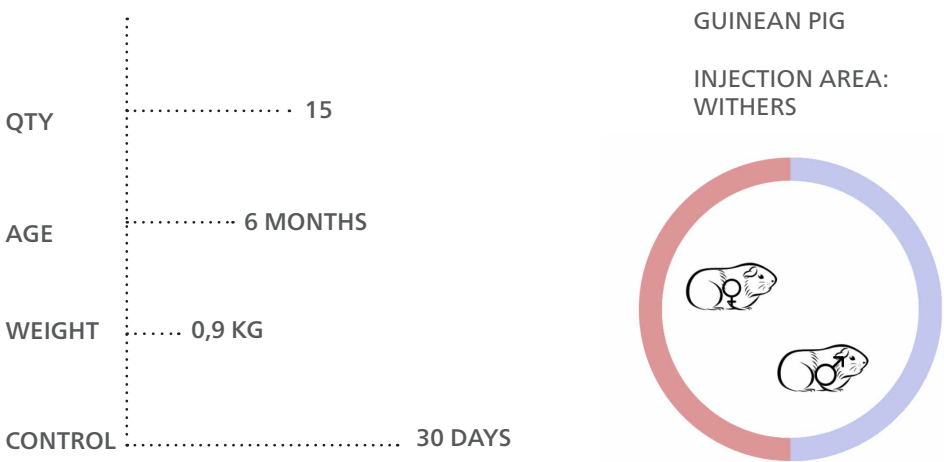 GUINEAN PIG
INJECTION AREA:
WITHERS
QTY
15
AGE
6 MONTHS
WEIGHT
0,9 KG
CONTROL
30 DAYS